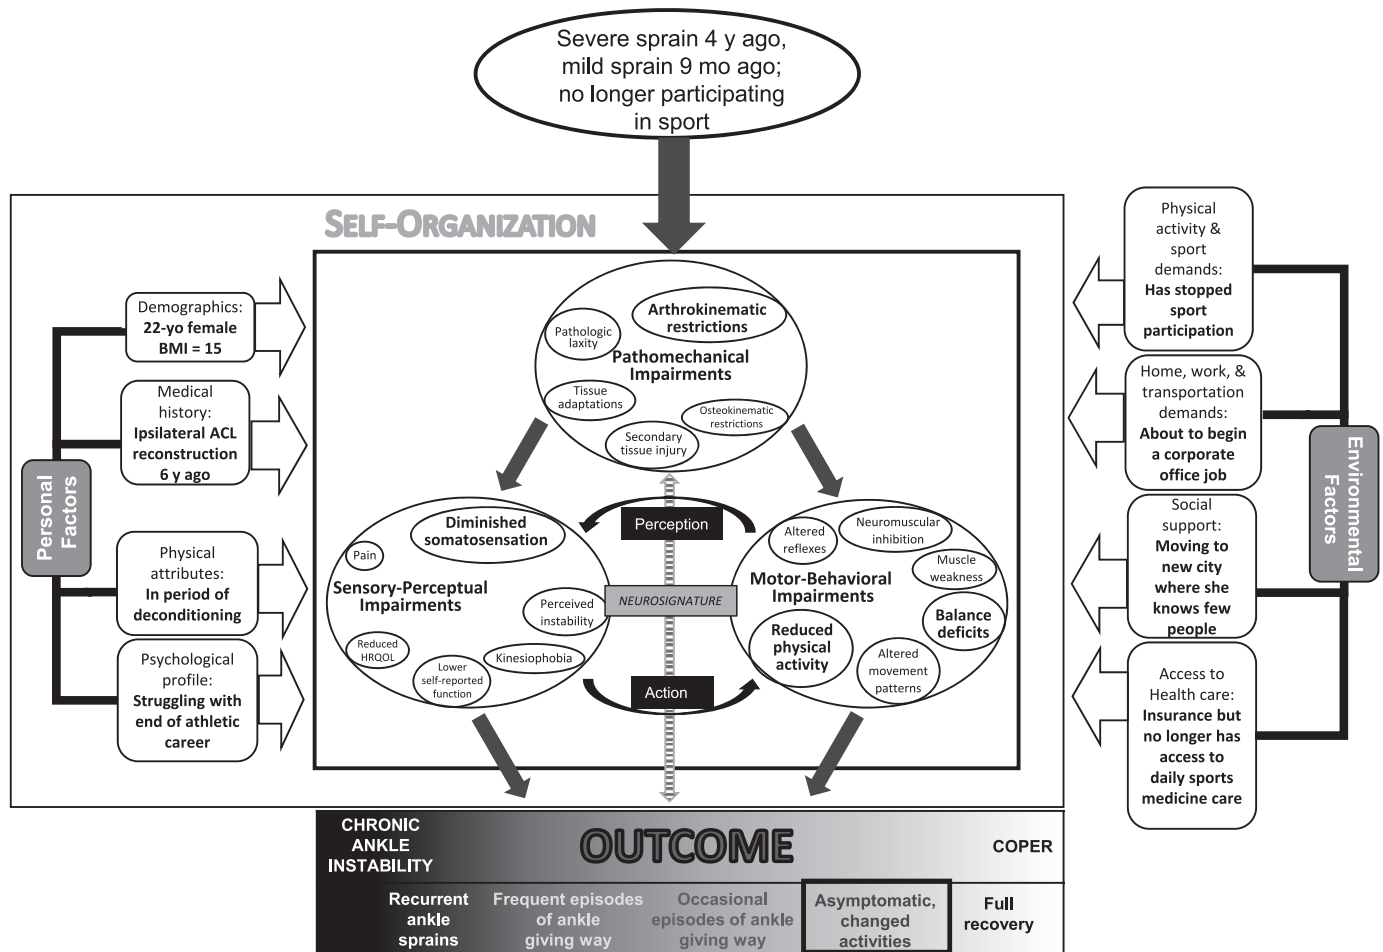 Severe sprain 4 y ago,
mild sprain 9 mo ago;
no longer participating
in sport
SELF-ORGANIZATION
Personal
Factors
Demographics:
22-yo female
BMI = 15
Medical
history:
Ipsilateral ACL
reconstruction
6 y ago
Physical
attributes:
In period of
deconditioning
Psychological
profile:
Struggling with
end of athletic
career
Pathomechanical
Impairments
Arthrokinematic
restrictions
Pathologic
laxity
Tissue
adaptations
Osteokinematic
restrictions
Secondary
tissue injury
Sensory-Perceptual
Impairments
Diminished
somatosensation
Pain
Perceived
instability
Reduced
HRQOL
Lower
self-reported
function
Kinesiophobia
Perception
NEUROSIGNATURE
Action
Motor-Behavioral
Impairments
Altered
reflexes
Neuromuscular
inhibition
Muscle
weakness
Balance
deficits
Reduced
physical
activity
Altered
movement
patterns
Environmental
Factors
Physical
activity &
sport
demands:
Has stopped
sport
participation
Home, work, &
transportation
demands:
About to begin
a corporate
office job
Social
support:
Moving to
new city
where she
knows few
people
Access to
Health care:
Insurance but
no longer has
access to
daily sports
medicine care
CHRONIC
ANKLE
INSTABILITY
OUTCOME
COPER
Recurrent
ankle
sprains
Frequent episodes
of ankle
giving way
Occasional
episodes of ankle
giving way
Asymptomatic,
changed
activities
Full
recovery